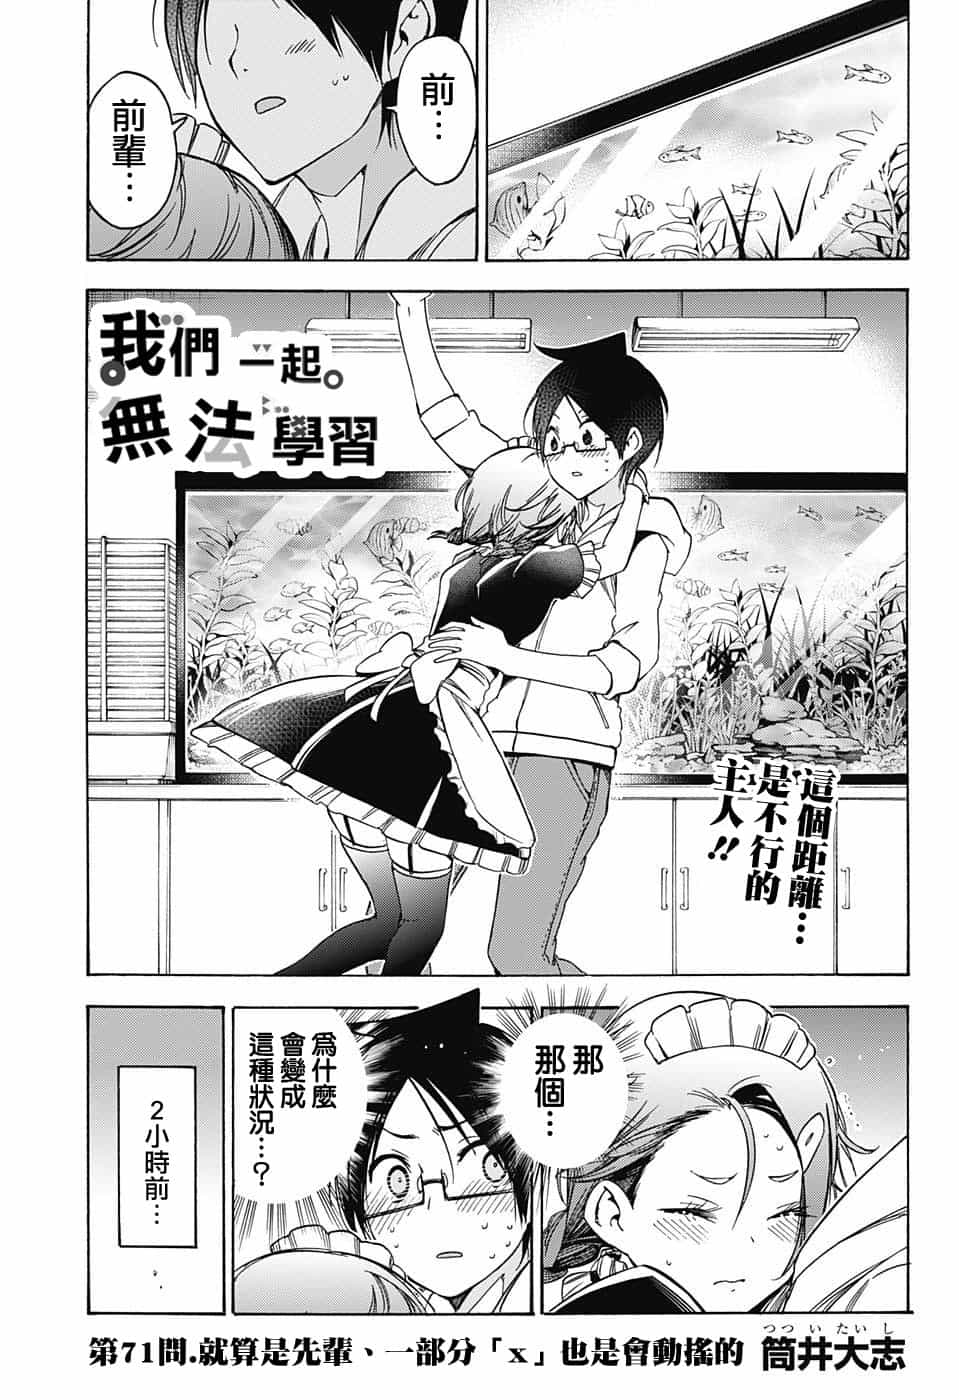 前…
前輩…
我們一起。
無法學習
這個距離…
是不行的
主人!!
那
那個…
為什麼
會變成
這種狀況…?
2小時前…
第71問.就算是先輩、一部分「x」也是會動搖的
つつ い たい し
筒井大志